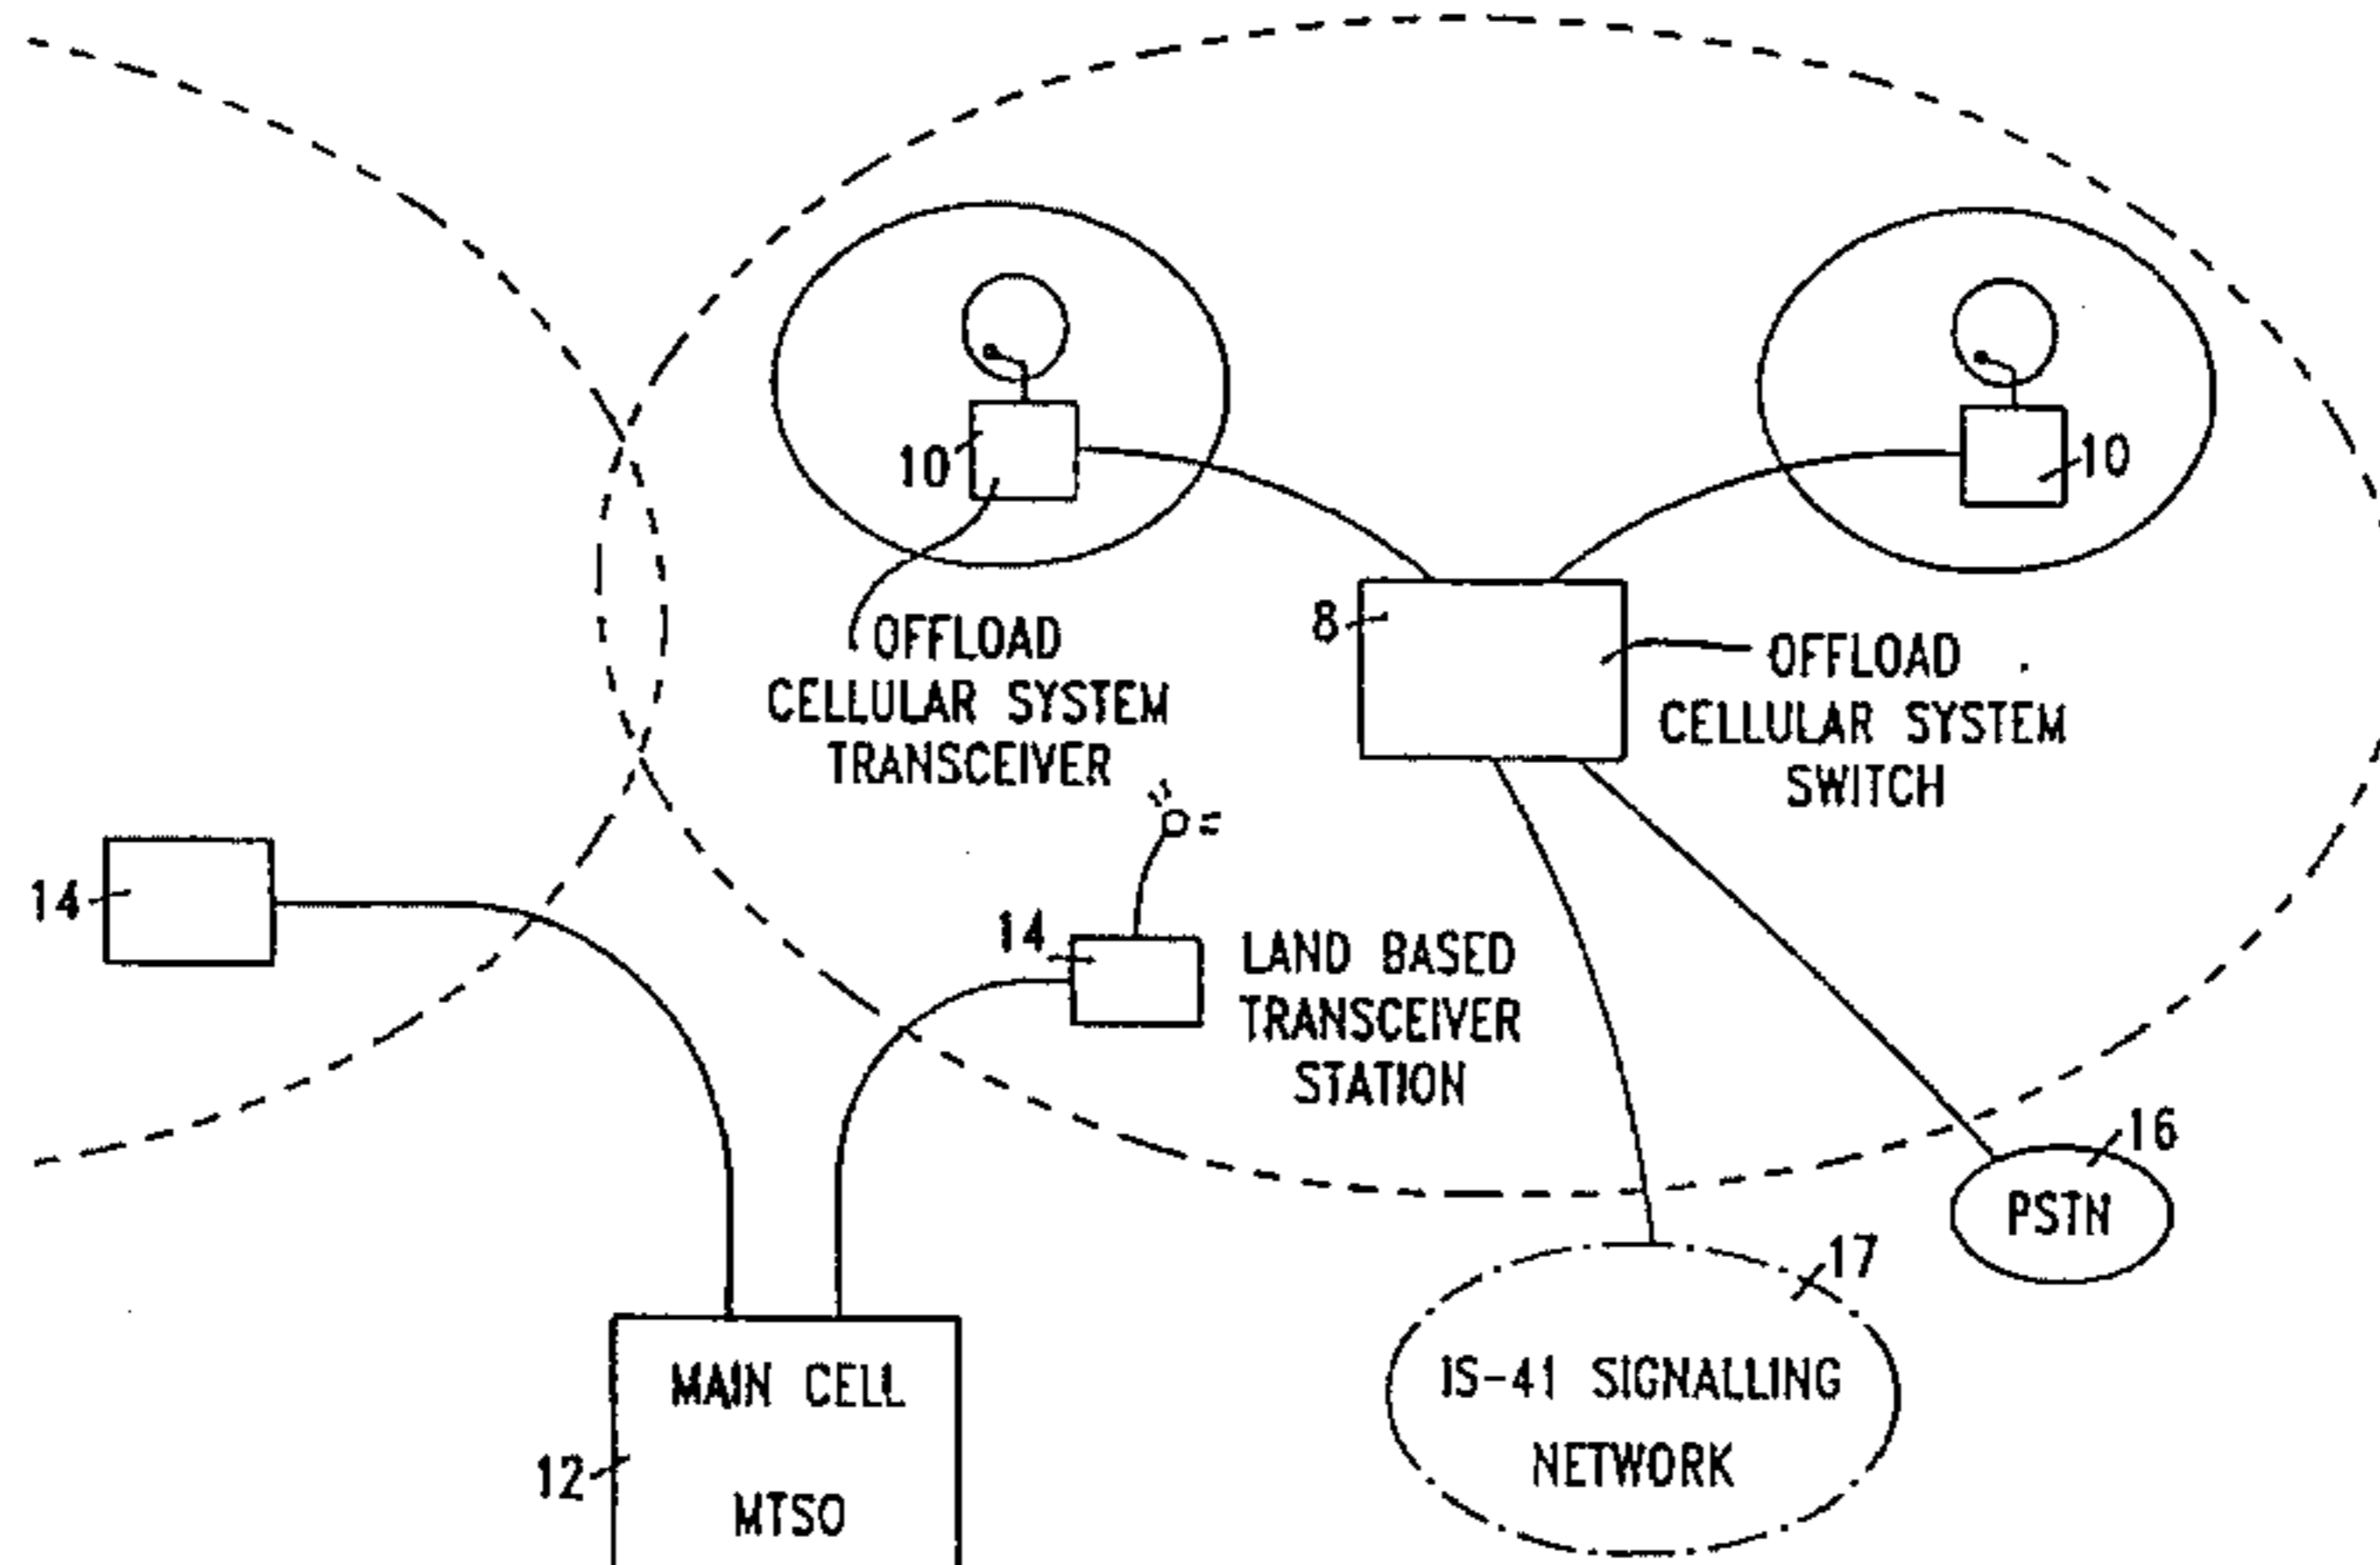 10
10
OFFLOAD
CELLULAR SYSTEM
TRANSCEIVER
8
OFFLOAD
CELLULAR SYSTEM
SWITCH
14
14
LAND BASED
TRANSCEIVER
STATION
16
PSTN
17
IS-41 SIGNALLING
NETWORK
MAIN CELL
12
MTSO